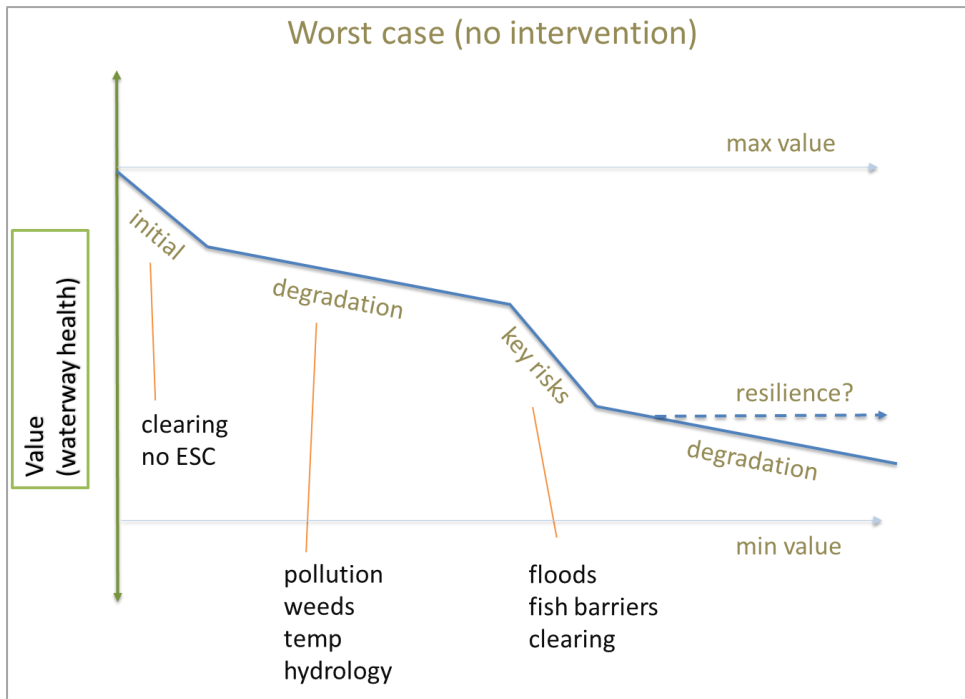 Worst case (no intervention)
max value
initial
degradation
key risks
resilience?
degradation
Value
(waterway health)
clearing
no ESC
min value
pollution
weeds
temp
hydrology
floods
fish barriers
clearing